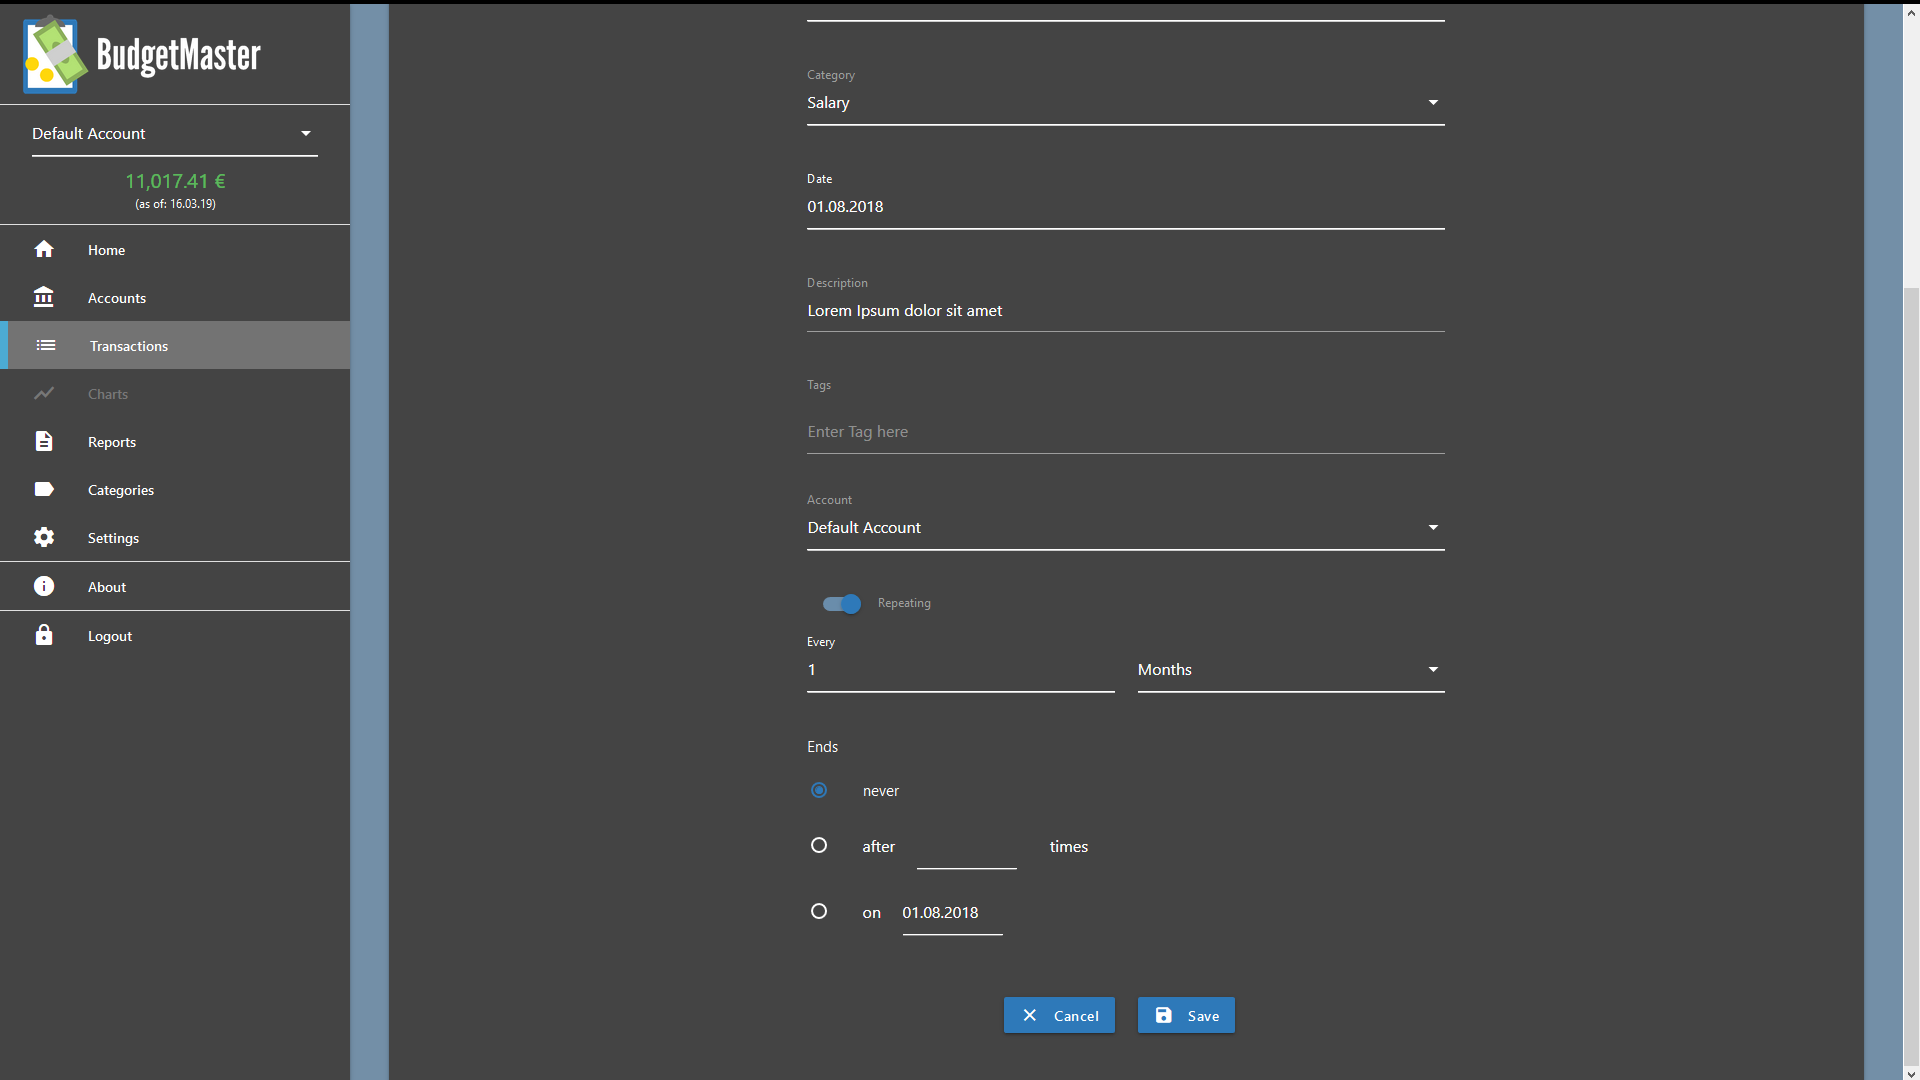 BudgetMaster
Default Account
11,017.41 €
(as of: 16.03.19)
Home
Accounts
Transactions
Charts
Reports
Categories
Settings
About
Logout
Category
Salary
Date
01.08.2018
Description
Lorem Ipsum dolor sit amet
Tags
Enter Tag here
Account
Default Account
Repeating
Every
1 Months
Ends
never
after times
on 01.08.2018
Cancel Save